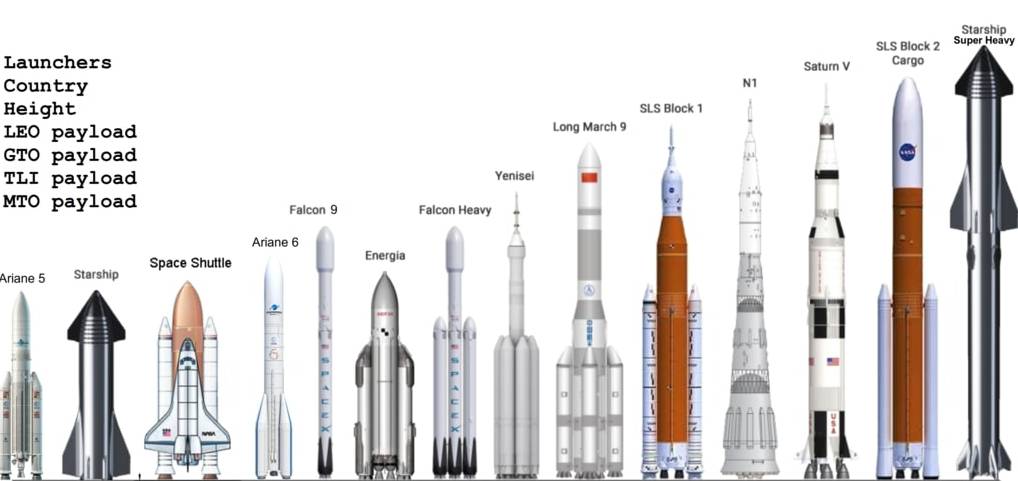 Launchers
Country
Height
LEO payload
GTO payload
TLI payload
MTO payload
Ariane 5
Starship
Space Shuttle
Ariane 6
Falcon 9
Energia
Falcon Heavy
Yenisei
Long March 9
SLS Block 1
N1
Saturn V
SLS Block 2
Cargo
Starship
Super Heavy
NASA
6
SPACEX
SPACEX
USA
NASA